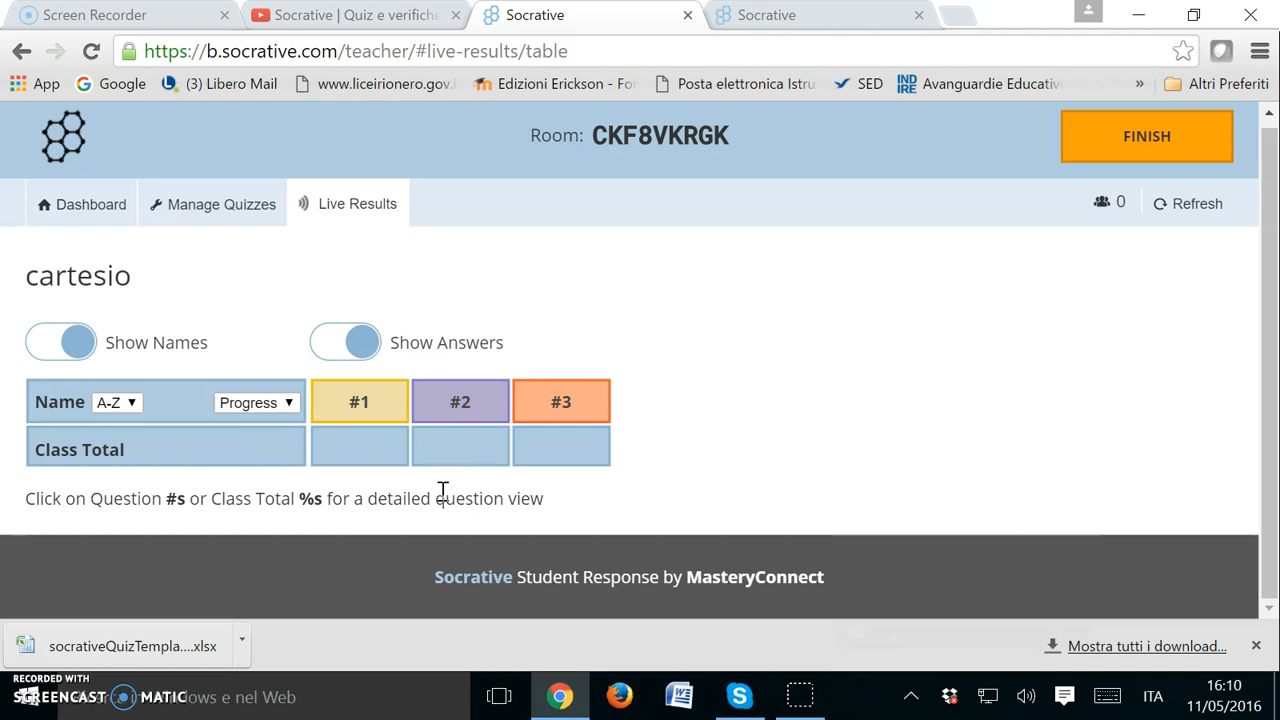 Screen Recorder
Socrative | Quiz e verifiche
Socrative
Socrative
https://b.socrative.com/teacher/#live-results/table
App
Google
(3) Libero Mail
www.liceirionero.gov.i
Edizioni Erickson - For
Posta elettronica Istru
SED
INDIRE
Avanguardie Educativ
»
Altri Preferiti
Room: CKF8VKRGK
FINISH
Dashboard
Manage Quizzes
Live Results
0
Refresh
cartesio
Show Names
Show Answers
Name A-Z ▼ Progress ▼ #1 #2 #3
Class Total
Click on Question #s or Class Total %s for a detailed question view
Socrative Student Response by MasteryConnect
socrativeQuizTempla....xlsx
Mostra tutti i download...
RECORDED WITH
SCREENCAST MATIC
ndows e nel Web
ITA
16:10
11/05/2016